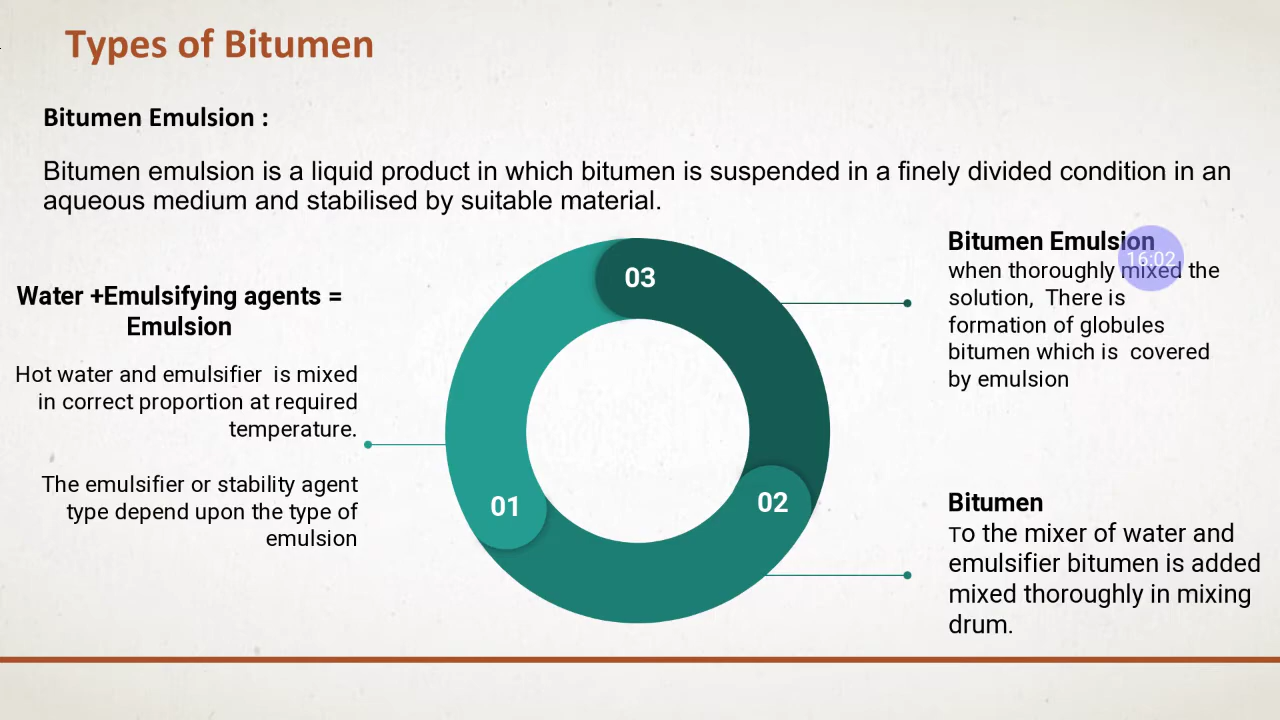 Types of Bitumen
Bitumen Emulsion :
Bitumen emulsion is a liquid product in which bitumen is suspended in a finely divided condition in an
aqueous medium and stabilised by suitable material.
Water +Emulsifying agents =
Emulsion
Hot water and emulsifier is mixed
in correct proportion at required
temperature.
The emulsifier or stability agent
type depend upon the type of
emulsion
01
02
03
Bitumen Emulsion
16:02
when thoroughly mixed the
solution, There is
formation of globules
bitumen which is covered
by emulsion
Bitumen
To the mixer of water and
emulsifier bitumen is added
mixed thoroughly in mixing
drum.